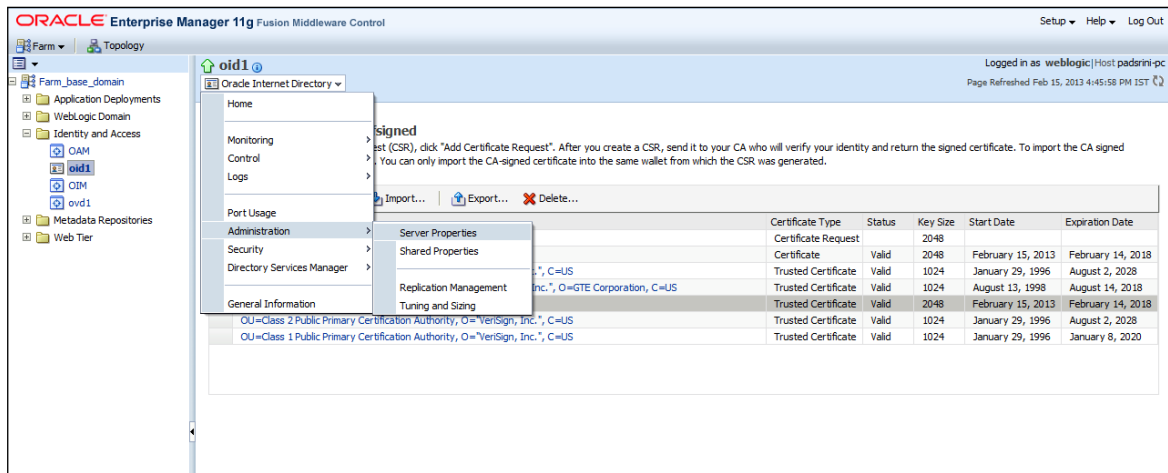 ORACLE Enterprise Manager 11g Fusion Middleware Control
Setup Help Log Out
Farm Topology
Farm_base_domain
Application Deployments
WebLogic Domain
Identity and Access
OAM
oid1
OIM
ovd1
Metadata Repositories
Web Tier
oid1
Logged in as weblogic|Host padsrini-pc
Oracle Internet Directory
Page Refreshed Feb 15, 2013 4:45:58 PM IST
Home
Monitoring
Control
Logs
Port Usage
Administration
Security
Directory Services Manager
General Information
Server Properties
Shared Properties
Replication Management
Tuning and Sizing
fsigned
est (CSR), click "Add Certificate Request". After you create a CSR, send it to your CA who will verify your identity and return the signed certificate. To import the CA signed
. You can only import the CA-signed certificate into the same wallet from which the CSR was generated.
Import... Export... Delete...
Certificate Type Status Key Size Start Date Expiration Date
Certificate Request 2048
Certificate Valid 2048 February 15, 2013 February 14, 2018
.", C=US Trusted Certificate Valid 1024 January 29, 1996 August 2, 2028
Inc.", O=GTE Corporation, C=US Trusted Certificate Valid 1024 August 13, 1998 August 14, 2018
Trusted Certificate Valid 2048 February 15, 2013 February 14, 2018
OU=Class 2 Public Primary Certification Authority, O="VeriSign, Inc.", C=US Trusted Certificate Valid 1024 January 29, 1996 August 2, 2028
OU=Class 1 Public Primary Certification Authority, O="VeriSign, Inc.", C=US Trusted Certificate Valid 1024 January 29, 1996 January 8, 2020